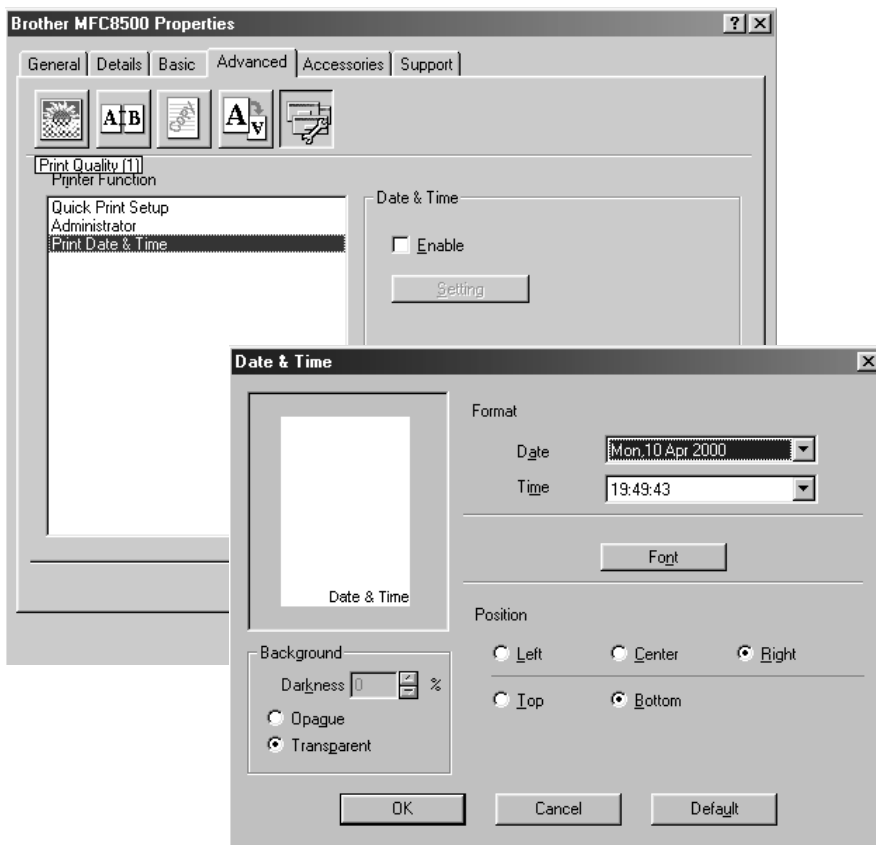 Brother MFC8500 Properties
General Details Basic Advanced Accessories Support
A B
Copy
A A
Print Quality (1)
Printer Function
Quick Print Setup
Administrator
Print Date & Time
Date & Time
Enable
Setting
Date & Time
Date & Time
Format
Date Mon,10 Apr 2000
Time 19:49:43
Font
Position
Left Center Right
Top Bottom
Background
Darkness 0 %
Opague
Transparent
OK Cancel Default